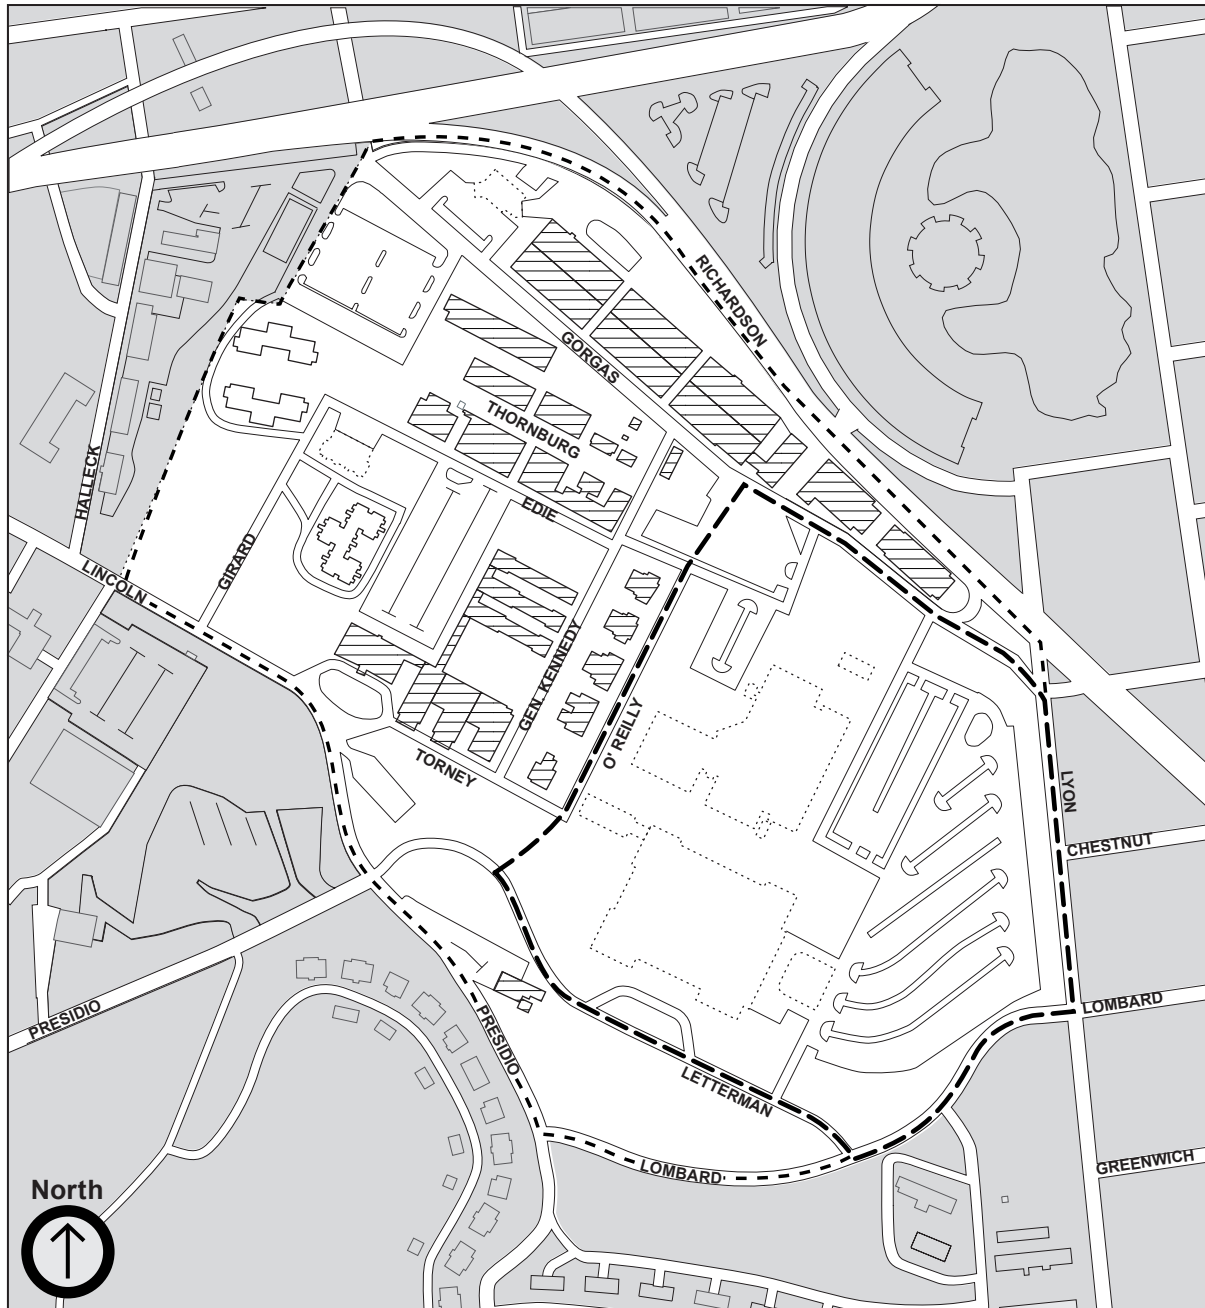 RICHARDSON
GORGAS
THORNBURG
HALLECK
EDIE
LINCOLN
GIRARD
GEN. KENNEDY
O' REILLY
TORNEY
LYON
CHESTNUT
PRESIDIO
PRESIDIO
LOMBARD
LETTERMAN
LOMBARD
GREENWICH
North